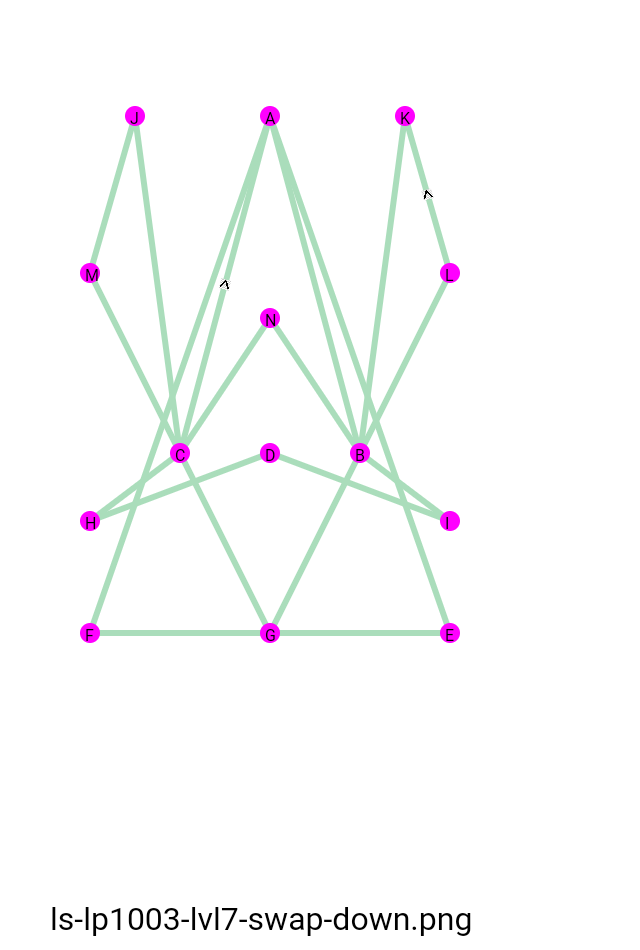 J A K
M L
N
C D B
H I
F G E
ls-lp1003-lvl7-swap-down.png